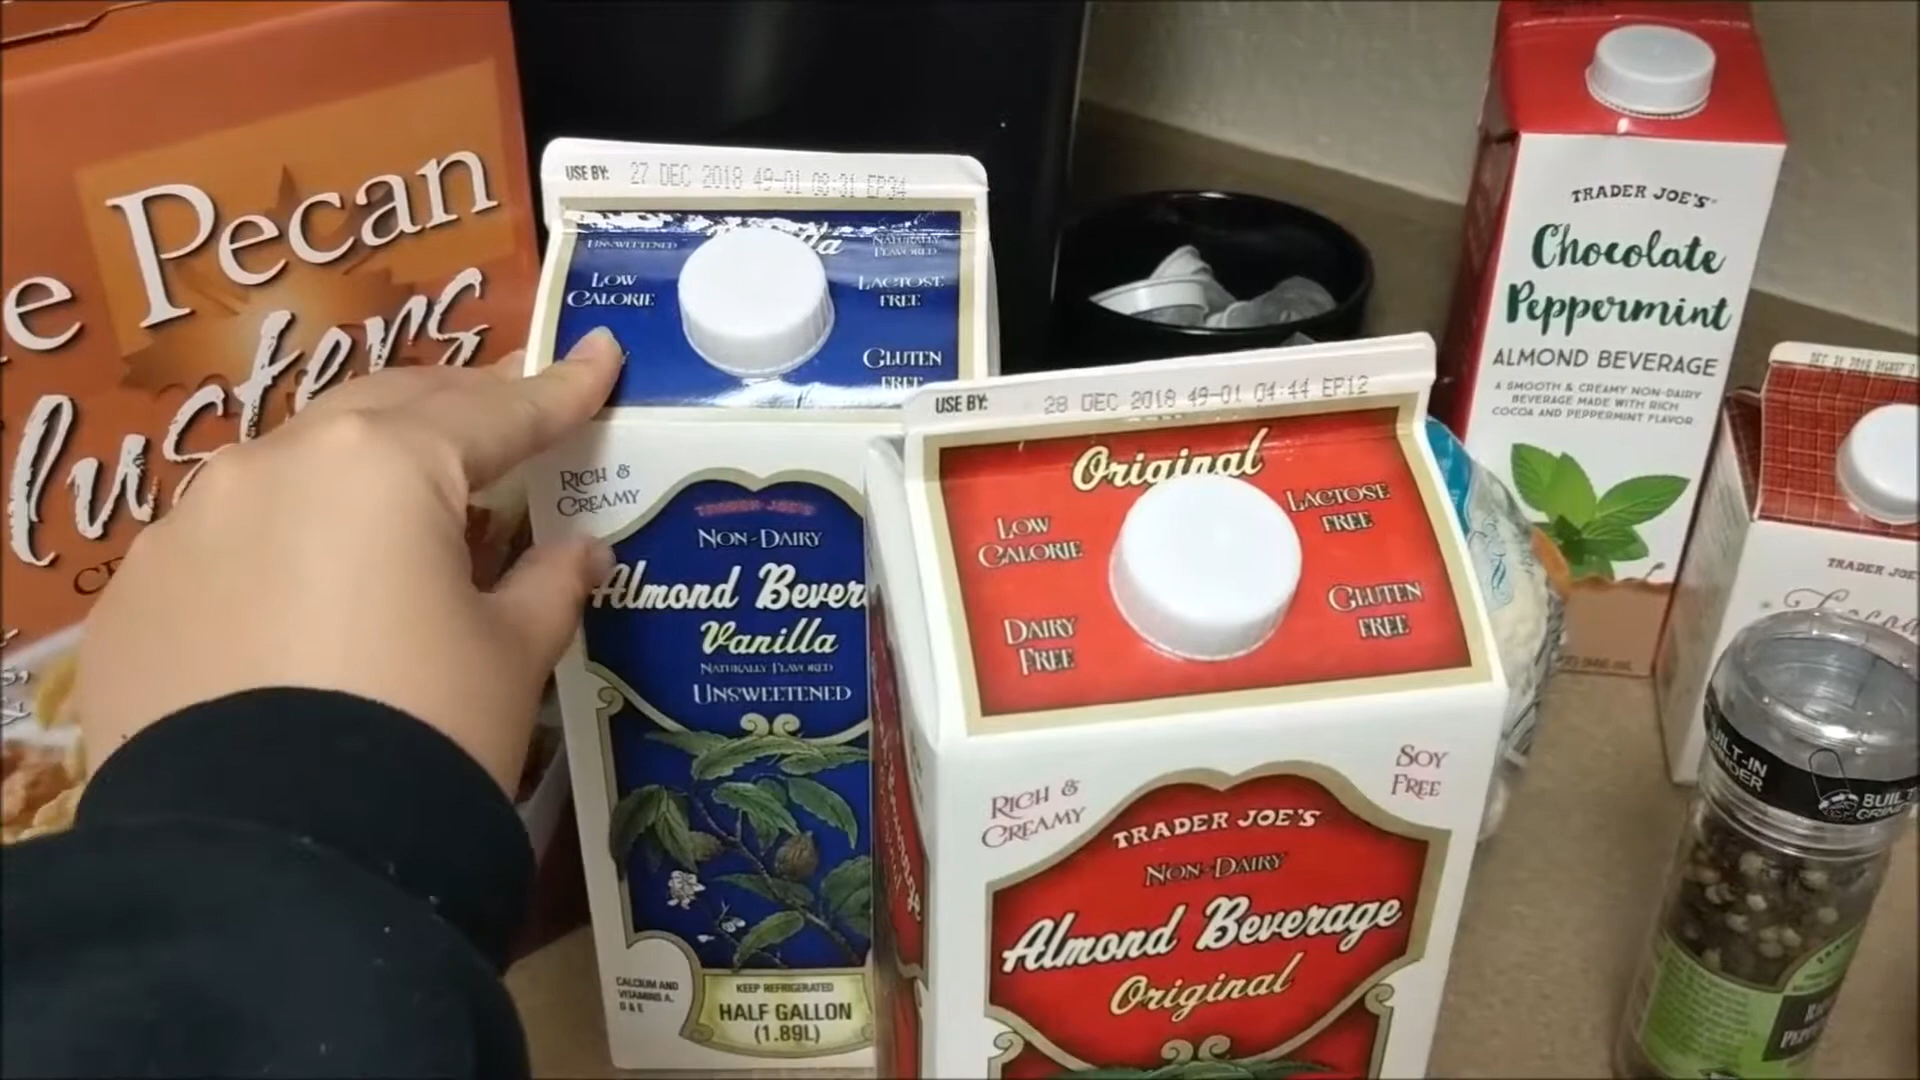 e Pecan
lusters
USE BY: 27 DEC 2018 49-01 08:31 EP34
UNSWEETENED
NATURALLY
FLAVORED
LOW
CALORIE
LACTOSE
FREE
GLUTEN
FREE
RICH &
CREAMY
TRADER JOE'S
NON-DAIRY
Almond Bever
Vanilla
NATURALLY FLAVORED
UNSWEETENED
CALCIUM AND
VITAMINS A,
D & E
KEEP REFRIGERATED
HALF GALLON
(1.89L)
USE BY: 28 DEC 2018 49-01 04:44 EP12
Original
LOW
CALORIE
LACTOSE
FREE
DAIRY
FREE
GLUTEN
FREE
RICH &
CREAMY
SOY
FREE
TRADER JOE'S
NON-DAIRY
Almond Beverage
Original
TRADER JOE'S
Chocolate
Peppermint
ALMOND BEVERAGE
A SMOOTH & CREAMY NON-DAIRY
BEVERAGE MADE WITH RICH
COCOA AND PEPPERMINT FLAVOR
TRADER JOE'
BUILT-IN
GRINDER